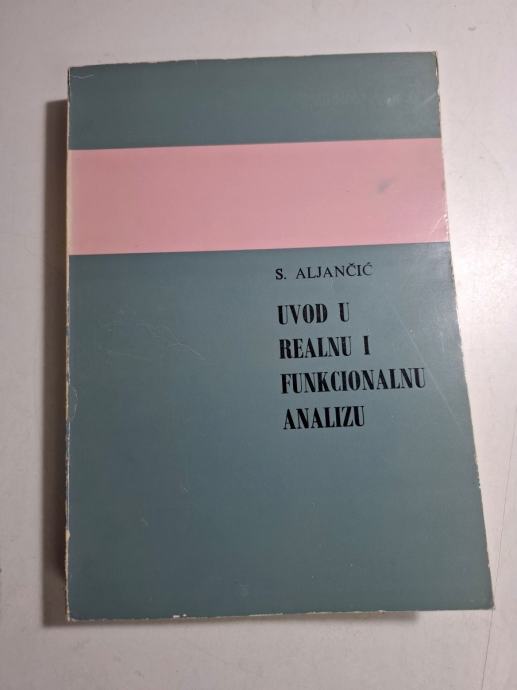 S. ALJANČIĆ
UVOD U
REALNU I
FUNKCIONALNU
ANALIZU